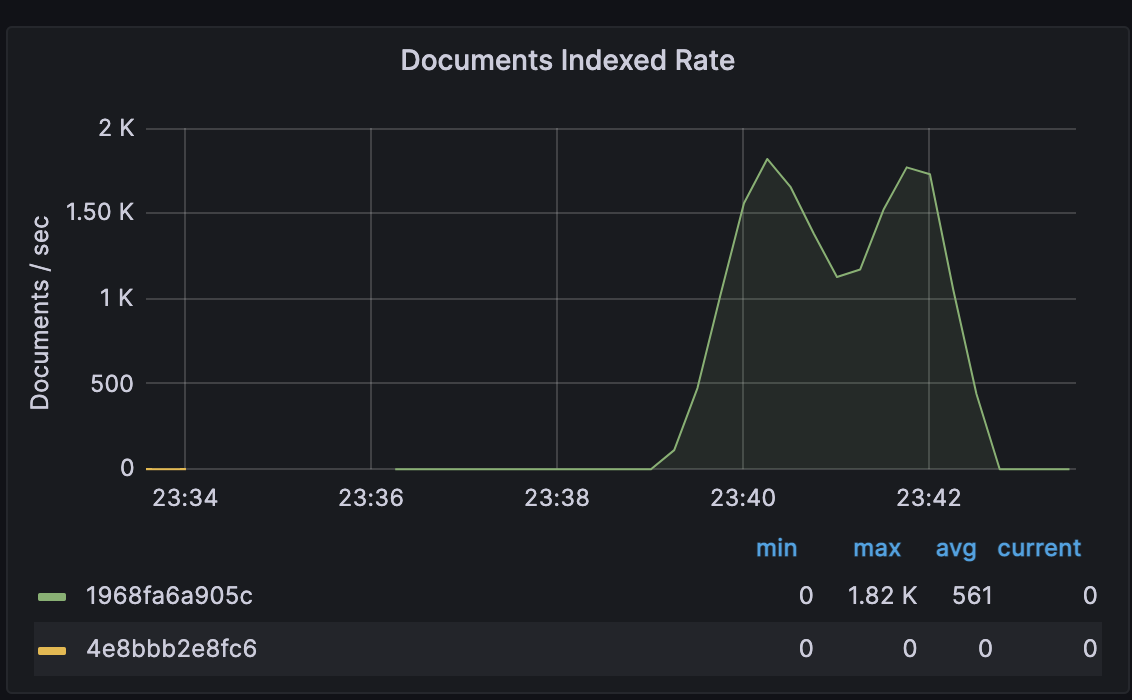 Documents Indexed Rate
2 K
1.50 K
1 K
500
0
Documents / sec
23:34 23:36 23:38 23:40 23:42
min max avg current
1968fa6a905c 0 1.82 K 561 0
4e8bbb2e8fc6 0 0 0 0